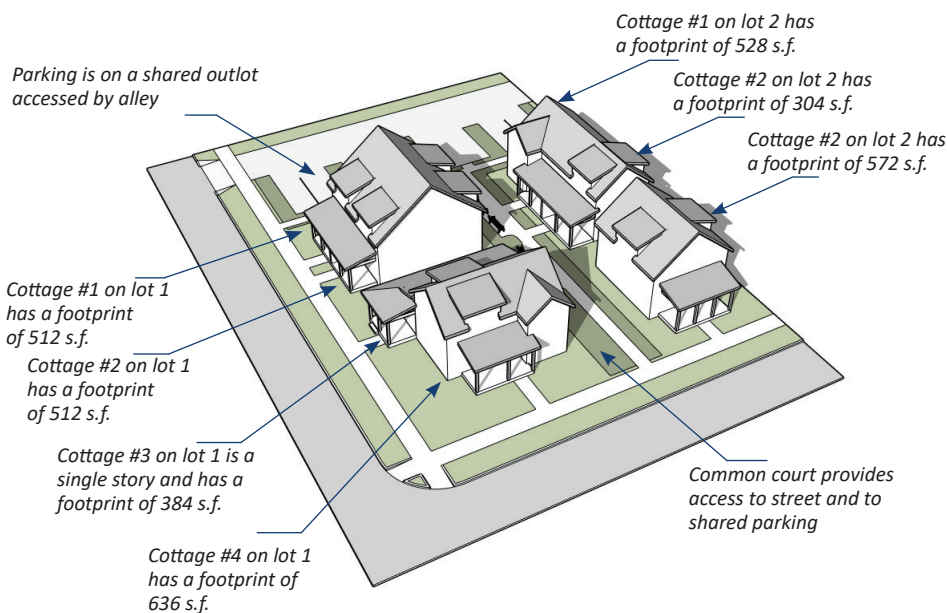 Cottage #1 on lot 2 has
a footprint of 528 s.f.
Parking is on a shared outlot
accessed by alley
Cottage #2 on lot 2 has
a footprint of 304 s.f.
Cottage #2 on lot 2 has
a footprint of 572 s.f.
Cottage #1 on lot 1
has a footprint
of 512 s.f.
Cottage #2 on lot 1
has a footprint
of 512 s.f.
Cottage #3 on lot 1 is a
single story and has a
footprint of 384 s.f.
Common court provides
access to street and to
shared parking
Cottage #4 on lot 1
has a footprint of
636 s.f.